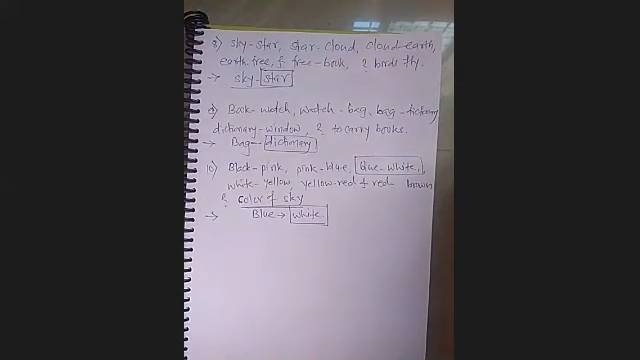 8) sky-star, star-cloud, cloud-earth,
earth-tree, & tree-book, ? birds fly.
→ sky-star
9) Book-watch, watch-bag, bag-dictionary
dictionary-window, ? to carry books.
→ Bag-dictionary
10) Black-pink, pink-blue, Blue-white,
white-yellow, yellow-red & red- brown
? Color of sky
→ Blue → white